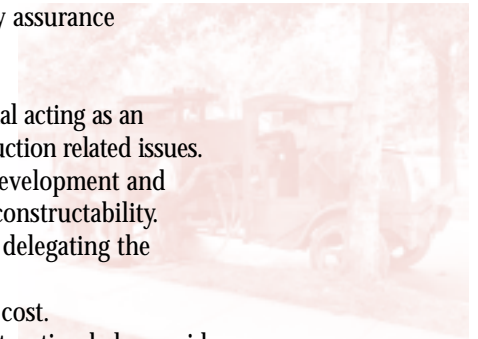 assurance
al acting as an
uction related issues.
evelopment and
constructability.
delegating the
cost.